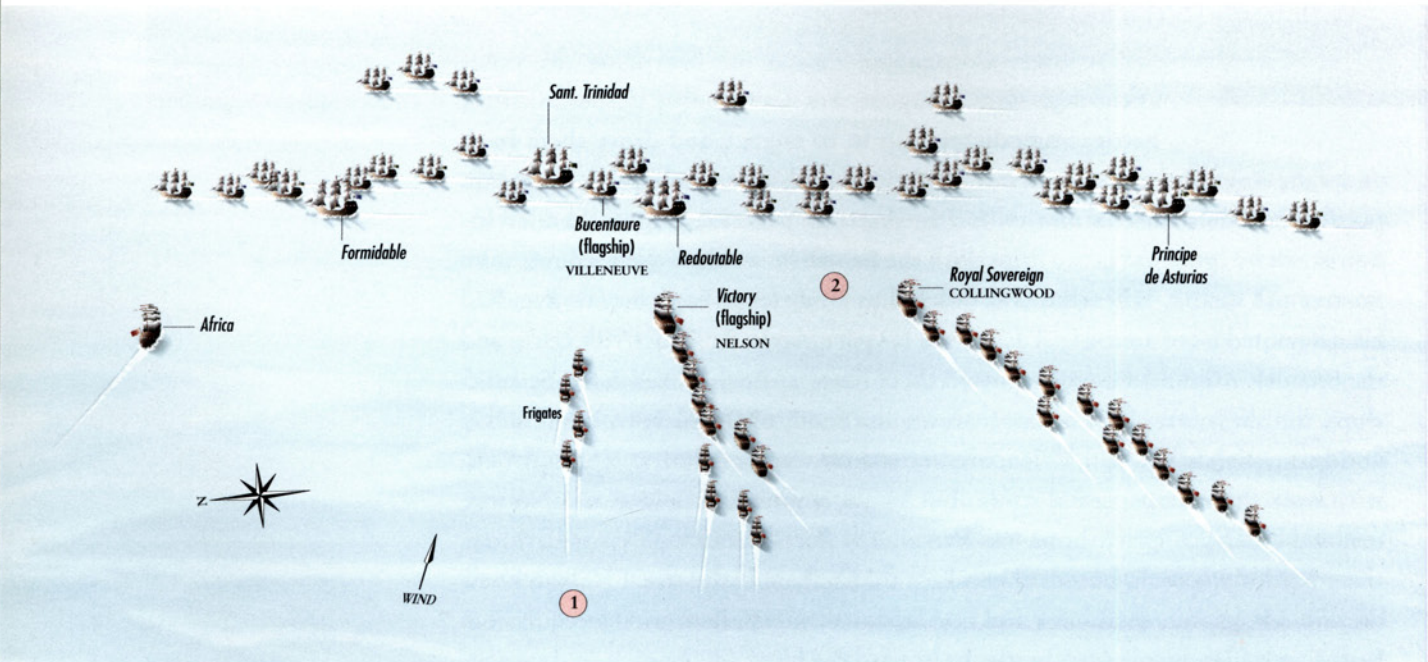 Sant. Trinidad
Formidable
Bucentaure
(flagship)
VILLENEUVE
Redoutable
Principe
de Asturias
2
Royal Sovereign
COLLINGWOOD
Victory
(flagship)
NELSON
Africa
Frigates
N
WIND
1